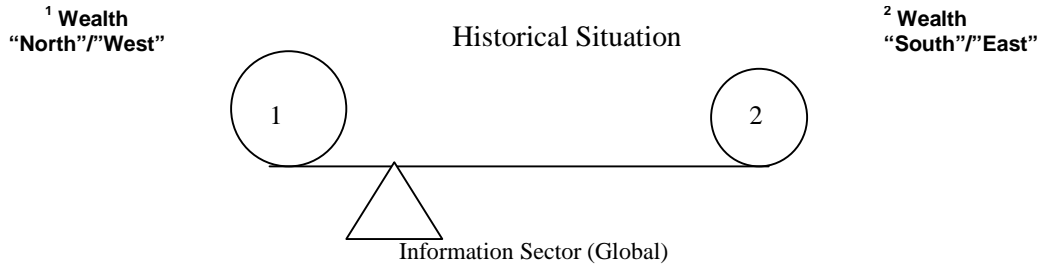 1 Wealth
“North”/”West”
Historical Situation
2 Wealth
“South”/”East”
1
2
Information Sector (Global)